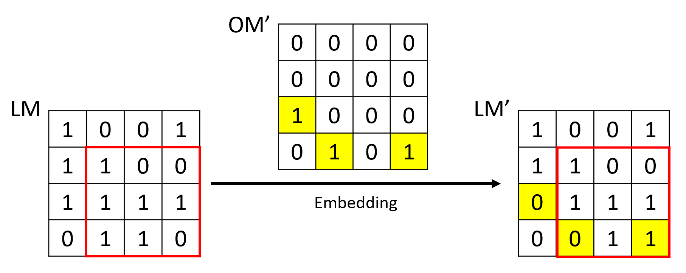 OM’
0 0 0 0
0 0 0 0
1 0 0 0
0 1 0 1
LM
1 0 0 1
1 1 0 0
1 1 1 1
0 1 1 0
Embedding
LM’
1 0 0 1
1 1 0 0
0 1 1 1
0 0 1 1